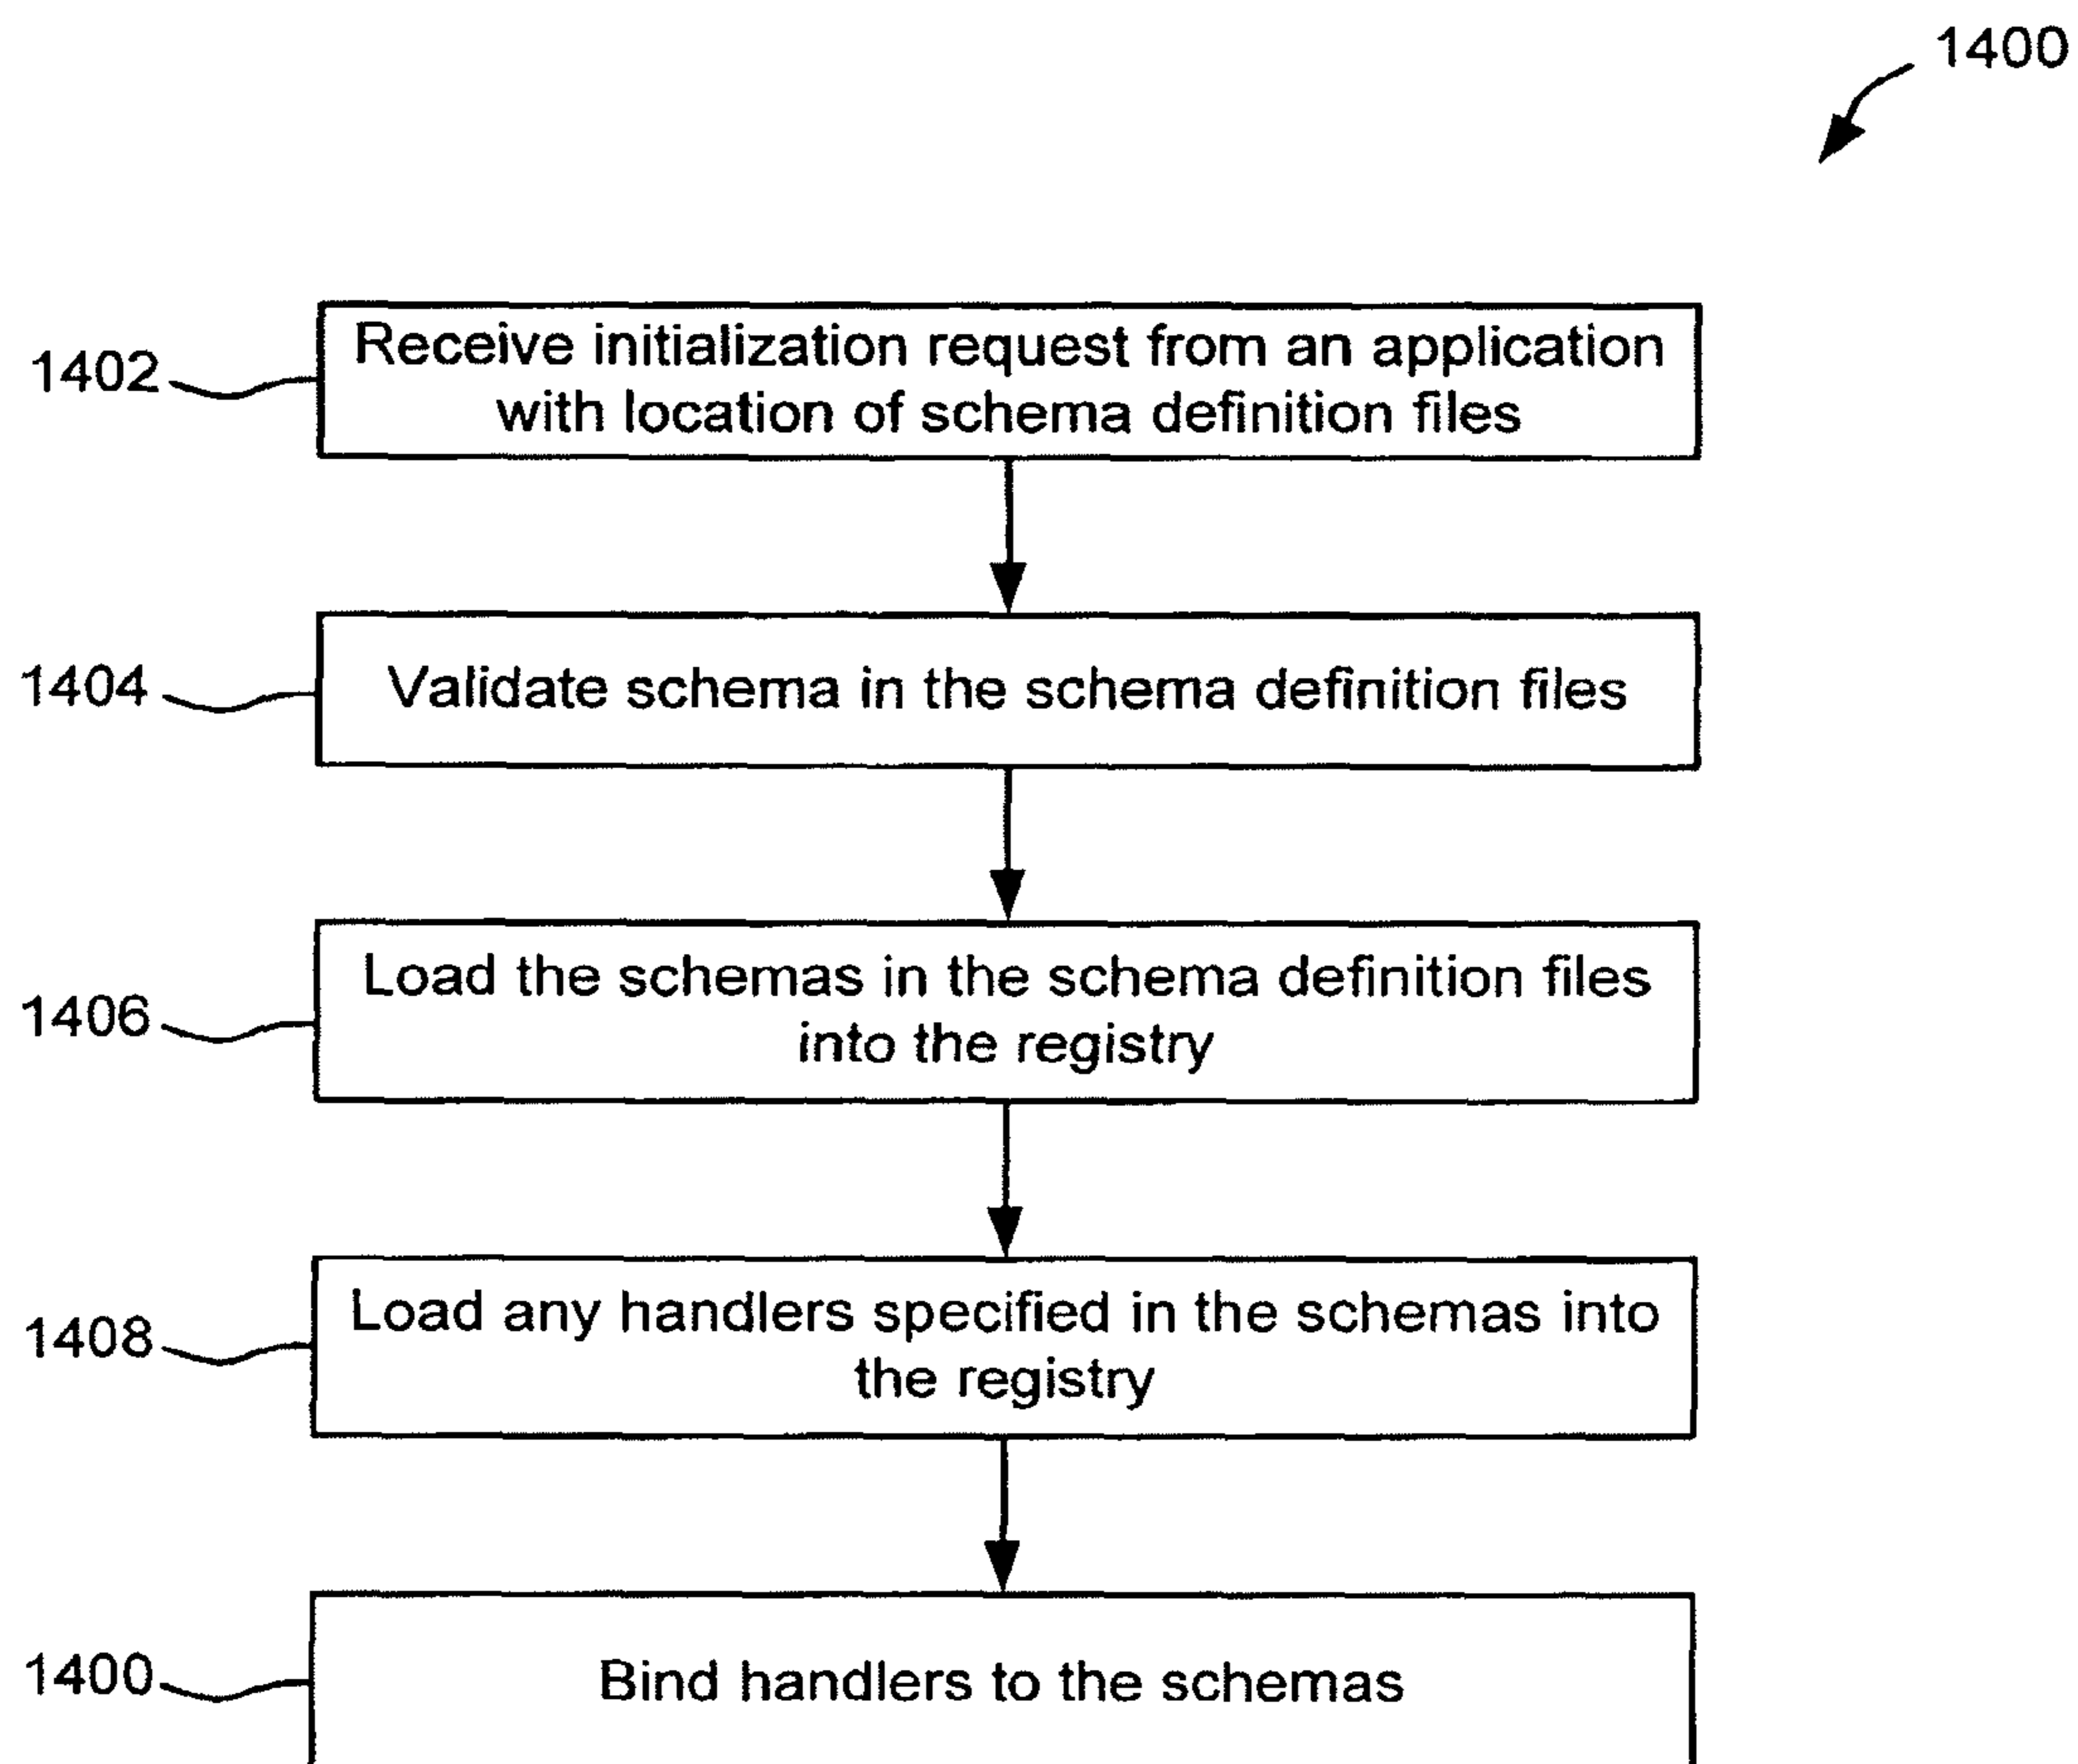 1400
1402
Receive initialization request from an application
with location of schema definition files
1404
Validate schema in the schema definition files
1406
Load the schemas in the schema definition files
into the registry
1408
Load any handlers specified in the schemas into
the registry
1400
Bind handlers to the schemas